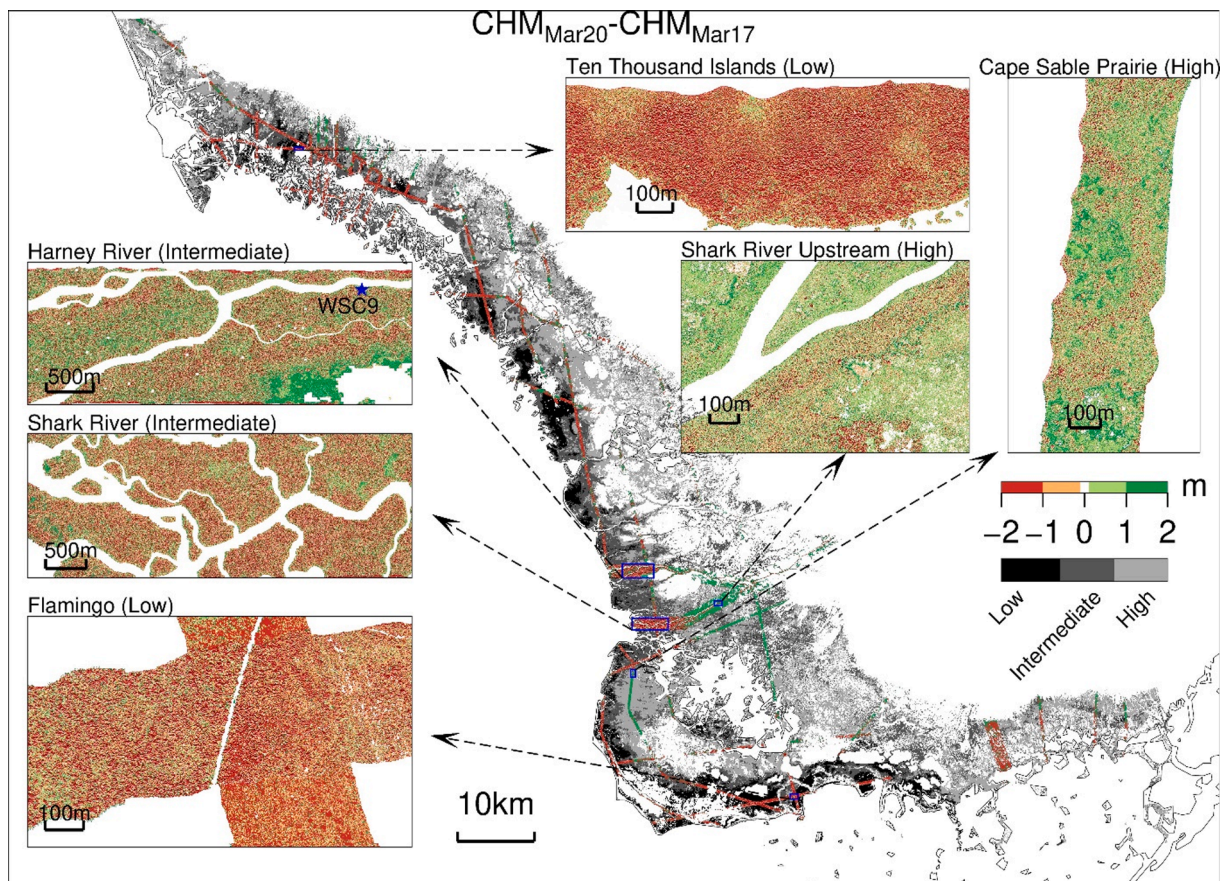 CHMMar20-CHMMar17
Ten Thousand Islands (Low)
100m
Cape Sable Prairie (High)
100m
Harney River (Intermediate)
WSC9
500m
Shark River Upstream (High)
100m
Shark River (Intermediate)
500m
m
−2 −1 0 1 2
Low
Intermediate
High
Flamingo (Low)
100m
10km